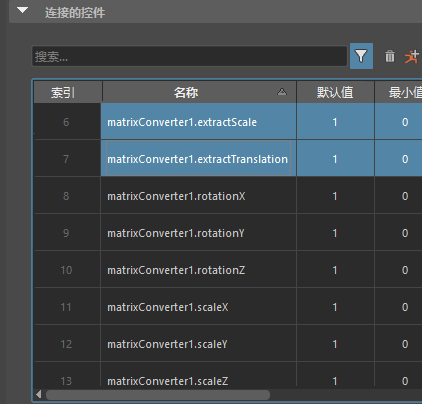 连接的控件
搜索...
索引 名称 默认值 最小值
6 matrixConverter1.extractScale 1 0
7 matrixConverter1.extractTranslation 1 0
8 matrixConverter1.rotationX 1 0
9 matrixConverter1.rotationY 1 0
10 matrixConverter1.rotationZ 1 0
11 matrixConverter1.scaleX 1 0
12 matrixConverter1.scaleY 1 0
13 matrixConverter1.scaleZ 1 0